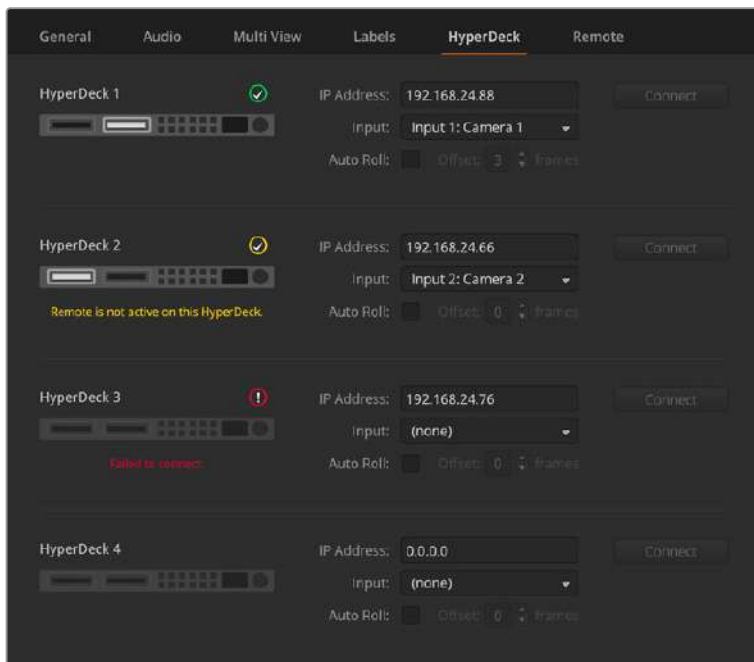 General Audio Multi View Labels HyperDeck Remote
HyperDeck 1 IP Address: 192.168.24.88 Connect
Input: Input 1: Camera 1
Auto Roll: Offset: 3 frames
HyperDeck 2 IP Address: 192.168.24.66 Connect
Input: Input 2: Camera 2
Remote is not active on this HyperDeck. Auto Roll: Offset: 0 frames
HyperDeck 3 IP Address: 192.168.24.76 Connect
Input: (none)
Failed to connect. Auto Roll: Offset: 0 frames
HyperDeck 4 IP Address: 0.0.0.0 Connect
Input: (none)
Auto Roll: Offset: 0 frames